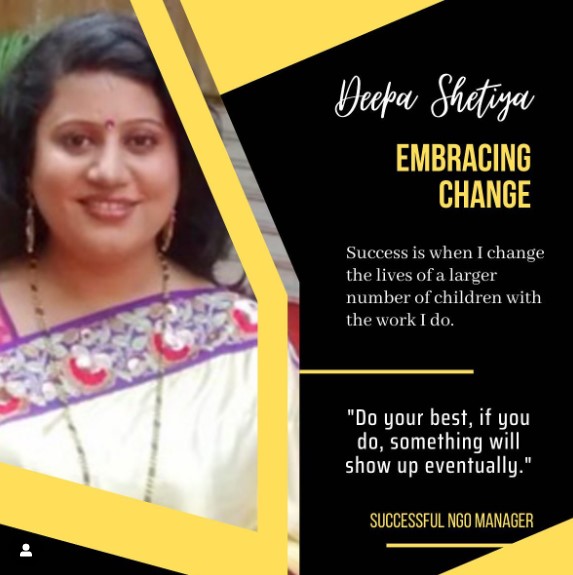 Deepa Shetiya
EMBRACING
CHANGE
Success is when I change
the lives of a larger
number of children with
the work I do.
"Do your best, if you
do, something will
show up eventually."
SUCCESSFUL NGO MANAGER